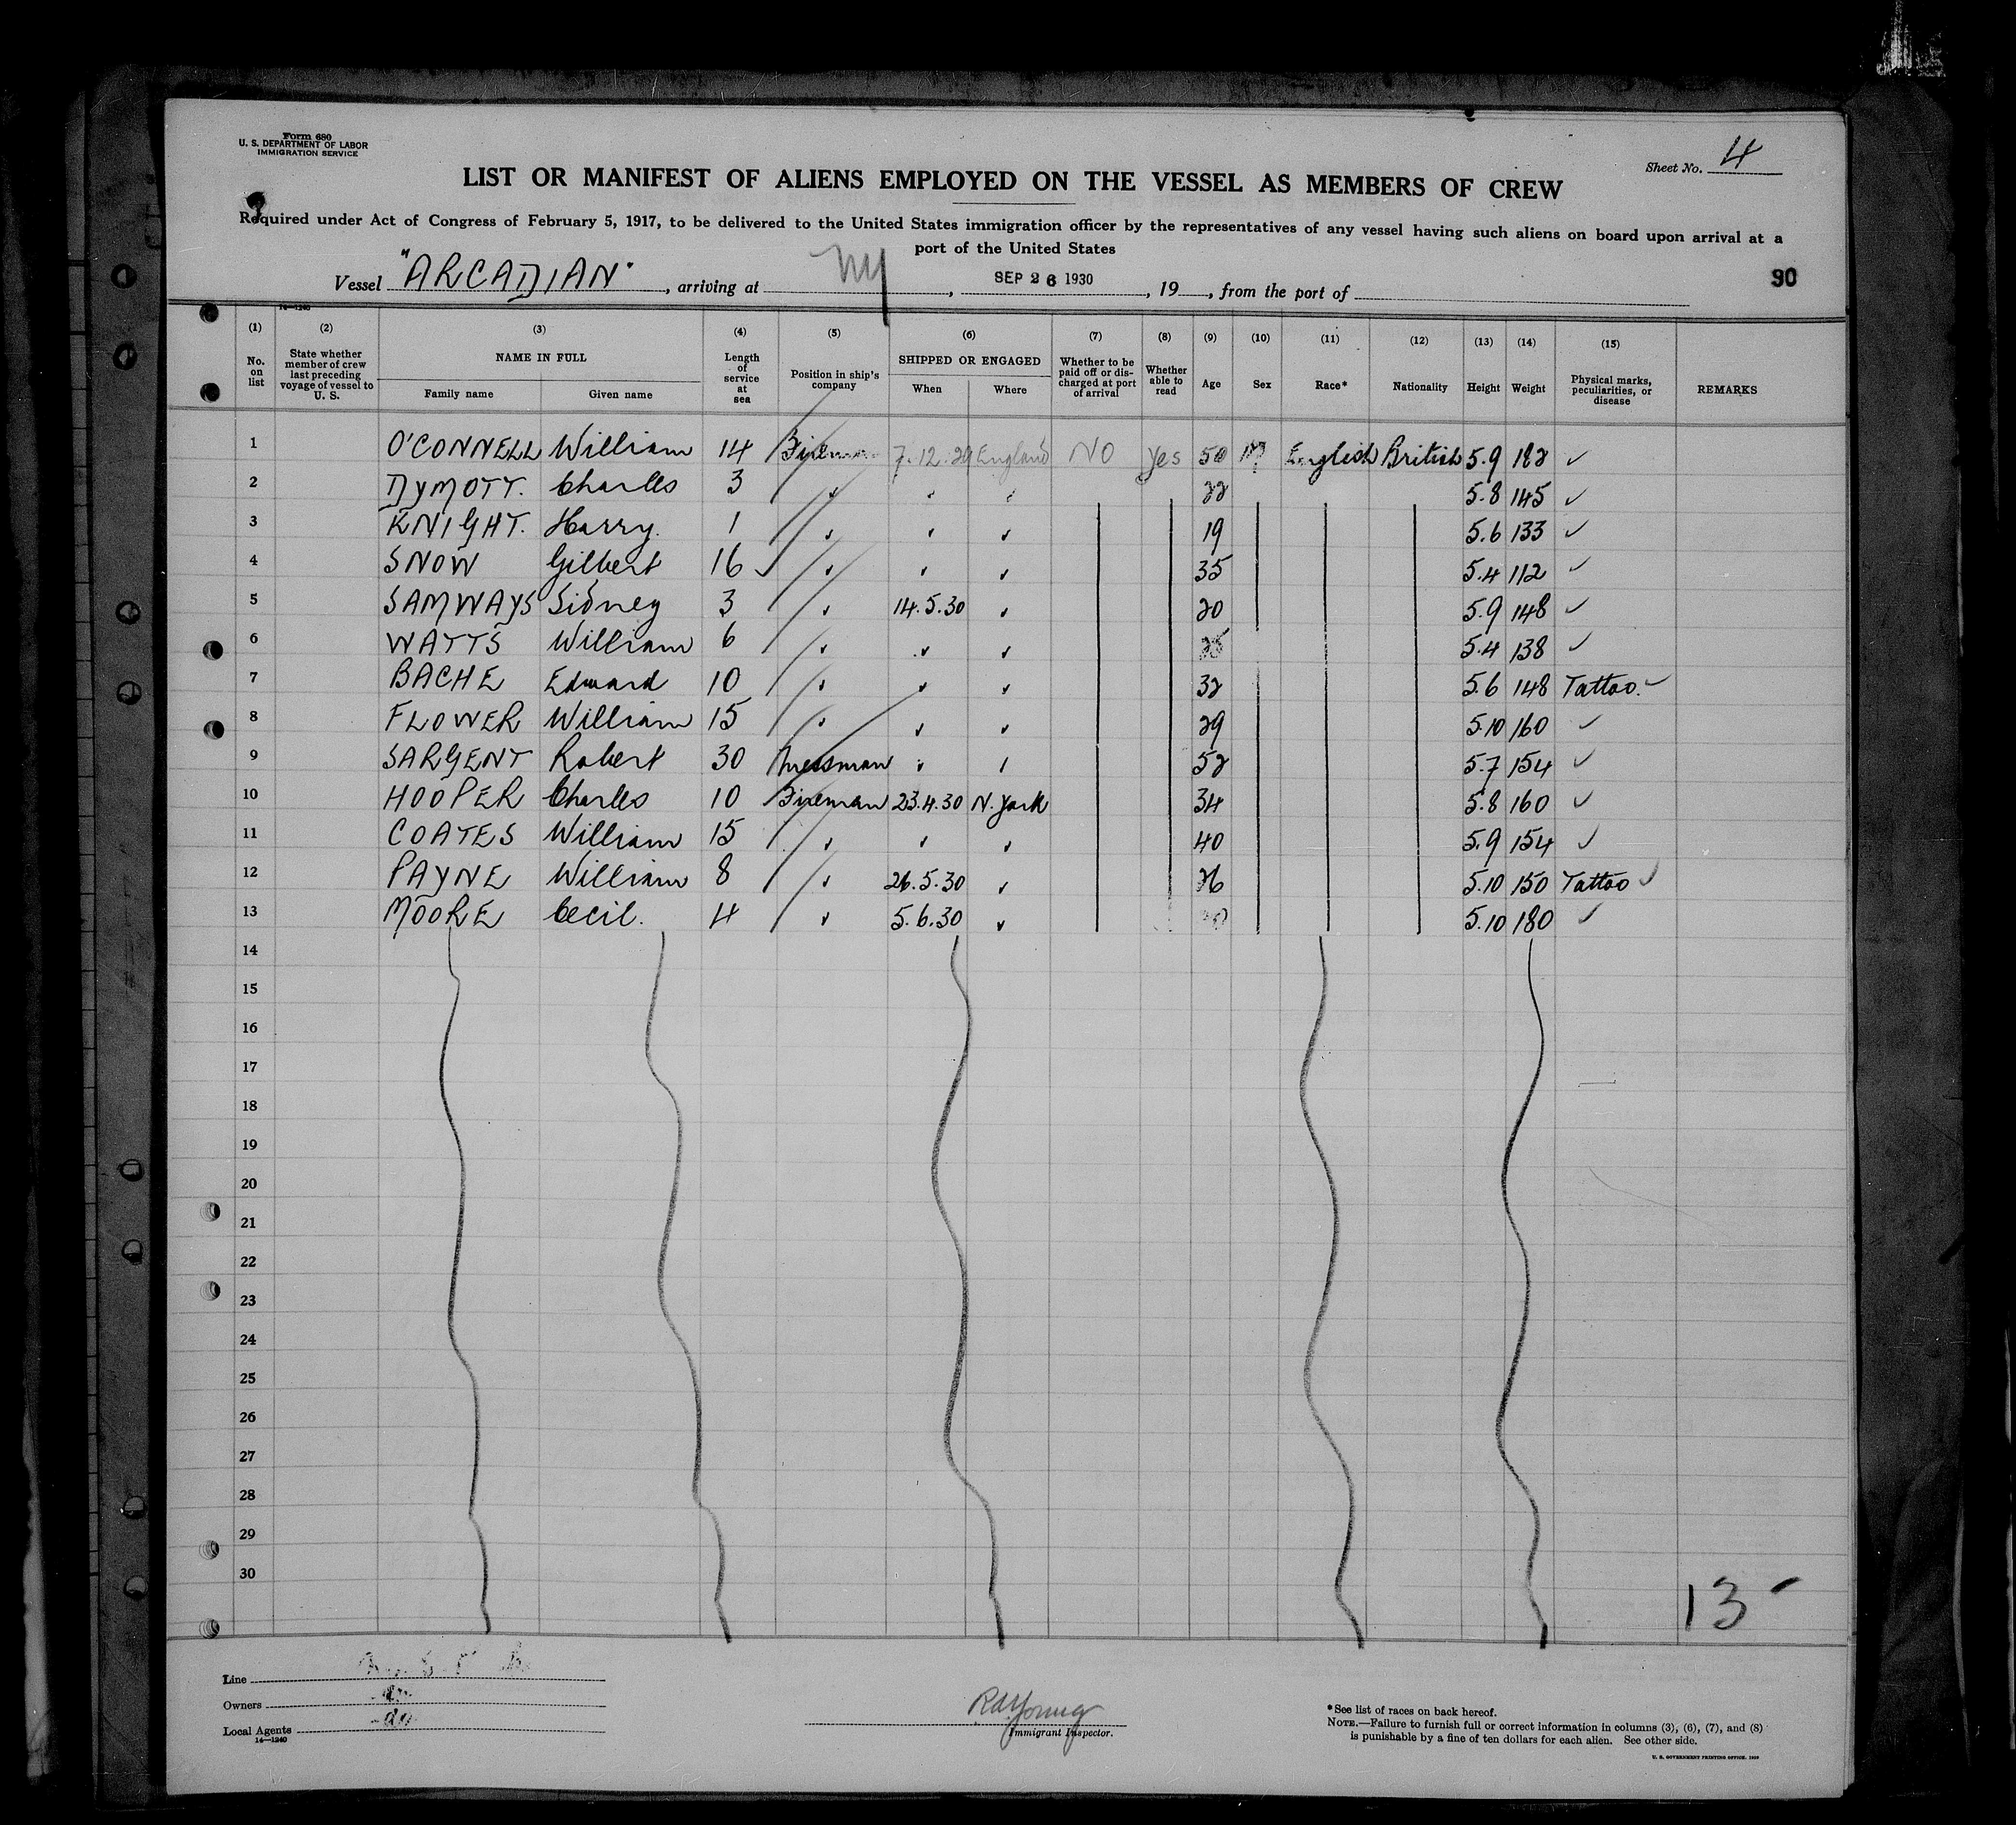 Form 680
U. S. DEPARTMENT OF LABOR
IMMIGRATION SERVICE
Sheet No. 4
LIST OR MANIFEST OF ALIENS EMPLOYED ON THE VESSEL AS MEMBERS OF CREW
Required under Act of Congress of February 5, 1917, to be delivered to the United States immigration officer by the representatives of any vessel having such aliens on board upon arrival at a
port of the United States
Vessel "ARCADIAN", arriving at NY, SEP 26 1930, 19, from the port of
90
14—1240
(1) (2) (3) (4) (5) (6) (7) (8) (9) (10) (11) (12) (13) (14) (15)
No. on list State whether member of crew last preceding voyage of vessel to U. S. NAME IN FULL Length of service at sea Position in ship's company SHIPPED OR ENGAGED Whether to be paid off or discharged at port of arrival Whether able to read Age Sex Race* Nationality Height Weight Physical marks, peculiarities, or disease REMARKS
Family name Given name When Where
1 O'CONNELL William 14 Fireman 7.12.29 England NO yes 50 M English British 5.9 182 ✓
2 DYMOTT. Charles 3 ✓ ✓ ✓ 22 5.8 145 ✓
3 KNIGHT. Harry. 1 ✓ ✓ ✓ 19 5.6 133 ✓
4 SNOW Gilbert 16 ✓ ✓ ✓ ✓ 35 5.4 112 ✓
5 SAMWAYS Sidney 3 ✓ 14.5.30 ✓ 20 5.9 148 ✓
6 WATTS William 6 ✓ ✓ ✓ 5.4 138 ✓
7 BACHE Edward 10 ✓ ✓ ✓ 32 5.6 148 Tattoo. ✓
8 FLOWER William 15 ✓ ✓ ✓ 29 5.10 160 ✓
9 SARGENT Robert 30 Messman ✓ ✓ 52 5.7 154 ✓
10 HOOPER Charles 10 Fireman 23.4.30 N. York 34 5.8 160 ✓
11 COATES William 15 ✓ ✓ ✓ 40 5.9 154 ✓
12 PAYNE William 8 ✓ 26.5.30 ✓ 26 5.10 150 Tattoo ✓
13 MOORE Cecil. 4 ✓ 5.6.30 ✓ 5.10 180 ✓
14
15
16
17
18
19
20
21
22
23
24
25
26
27
28
29
30
13
Line
Owners
Local Agents
14—1240
Immigrant Inspector.
*See list of races on back hereof.
NOTE.—Failure to furnish full or correct information in columns (3), (6), (7), and (8)
is punishable by a fine of ten dollars for each alien. See other side.